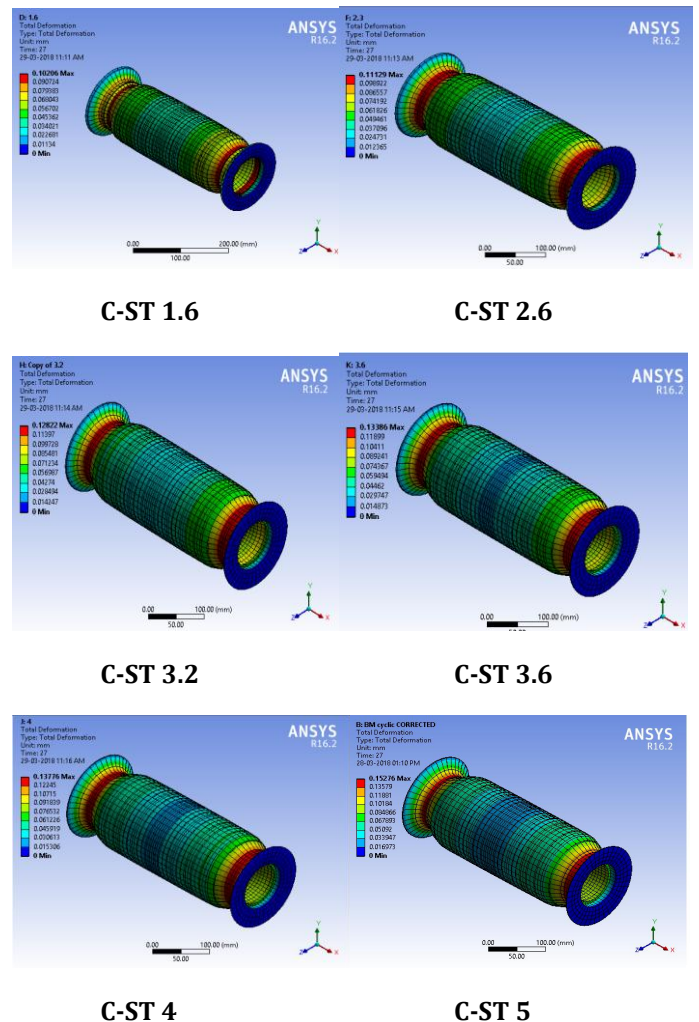 D: 1.6
Total Deformation
Type: Total Deformation
Unit: mm
Time: 27
29-03-2018 11:11 AM
0.10206 Max
0.090724
0.079383
0.068043
0.056702
0.045362
0.034021
0.022681
0.01134
0 Min
ANSYS
R16.2
0.00
200.00 (mm)
100.00
Y
Z
X
F: 2.3
Total Deformation
Type: Total Deformation
Unit: mm
Time: 27
29-03-2018 11:13 AM
0.11129 Max
0.098922
0.086557
0.074192
0.061826
0.049461
0.037096
0.024731
0.012365
0 Min
ANSYS
R16.2
0.00
100.00 (mm)
50.00
Y
Z
X
C-ST 1.6
C-ST 2.6
H: Copy of 3.2
Total Deformation
Type: Total Deformation
Unit: mm
Time: 27
29-03-2018 11:14 AM
0.12822 Max
0.11397
0.099728
0.085481
0.071234
0.056987
0.04274
0.028494
0.014247
0 Min
ANSYS
R16.2
0.00
100.00 (mm)
50.00
Y
Z
X
K: 3.6
Total Deformation
Type: Total Deformation
Unit: mm
Time: 27
29-03-2018 11:15 AM
0.13386 Max
0.11899
0.10411
0.089241
0.074367
0.059494
0.04462
0.029747
0.014873
0 Min
ANSYS
R16.2
0.00
100.00 (mm)
Y
Z
X
C-ST 3.2
C-ST 3.6
Total Deformation
Type: Total Deformation
Unit: mm
Time: 27
29-03-2018 11:16 AM
0.13776 Max
0.12245
0.10715
0.091839
0.076532
0.061226
0.045919
0.030613
0.015306
0 Min
ANSYS
R16.2
0.00
100.00 (mm)
50.00
Y
Z
X
B: BM cyclic CORRECTED
Total Deformation
Type: Total Deformation
Unit: mm
Time: 27
28-03-2018 01:10 PM
0.15276 Max
0.13579
0.11881
0.10184
0.084866
0.067893
0.05092
0.033947
0.016973
0 Min
ANSYS
R16.2
0.00
100.00 (mm)
50.00
Y
Z
X
C-ST 4
C-ST 5